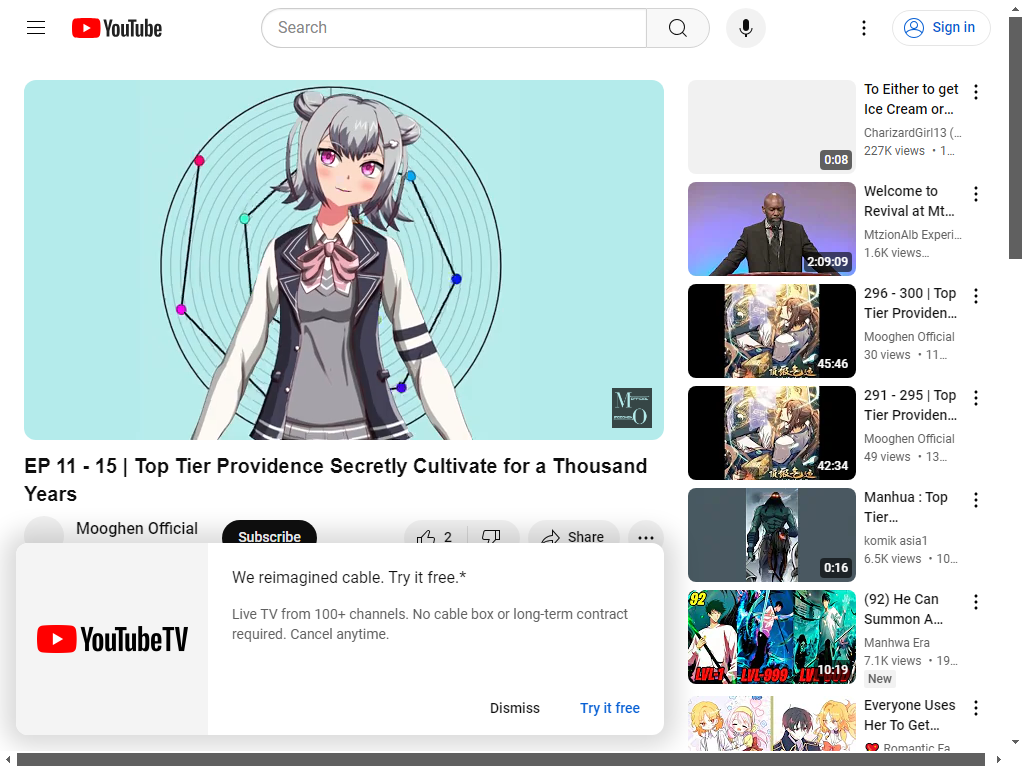 YouTube
Search
Sign in
EP 11 - 15 | Top Tier Providence Secretly Cultivate for a Thousand
Years
Mooghen Official
Subscribe
2
Share
YouTubeTV
We reimagined cable. Try it free.*
Live TV from 100+ channels. No cable box or long-term contract
required. Cancel anytime.
Dismiss
Try it free
0:08
To Either to get
Ice Cream or…
CharizardGirl13 (…
227K views • 1…
2:09:09
Welcome to
Revival at Mt…
MtzionAlb Experi…
1.6K views…
45:46
296 - 300 | Top
Tier Providen…
Mooghen Official
30 views • 11…
42:34
291 - 295 | Top
Tier Providen…
Mooghen Official
49 views • 13…
0:16
Manhua : Top
Tier…
komik asia1
6.5K views • 10…
92
LVL-1 LVL-999
10:19
(92) He Can
Summon A…
Manhwa Era
7.1K views • 19…
New
Everyone Uses
Her To Get…
Romantic Fa